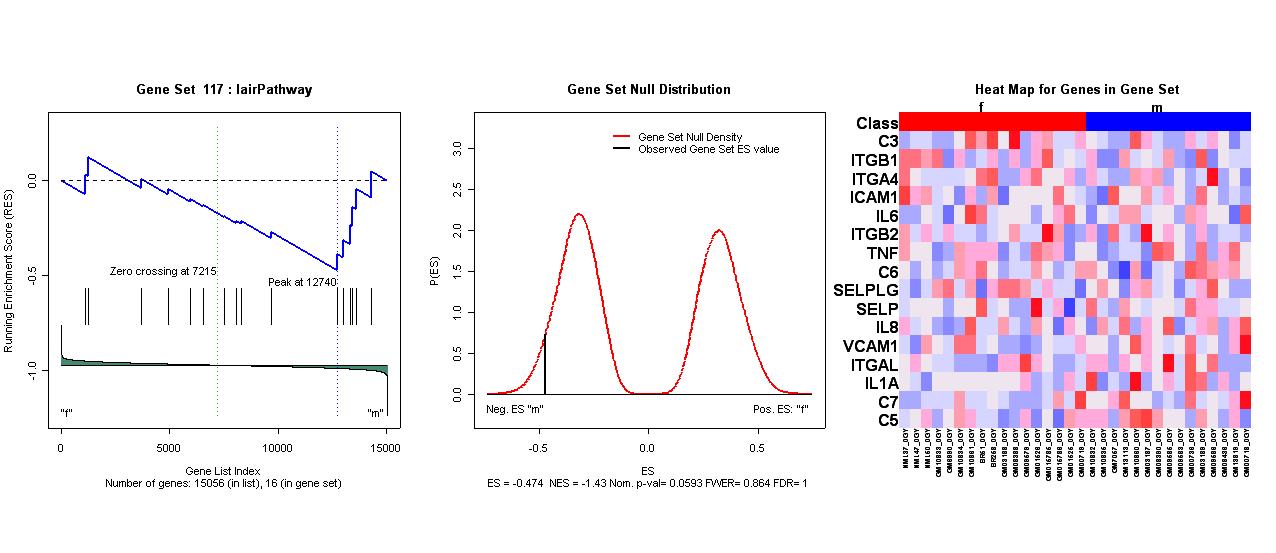 Gene Set 117 : lairPathway
Running Enrichment Score (RES)
0.0
-0.5
-1.0
Zero crossing at 7215
Peak at 12740
"f"
"m"
0
5000
10000
15000
Gene List Index
Number of genes: 15056 (in list), 16 (in gene set)
Gene Set Null Distribution
Gene Set Null Density
Observed Gene Set ES value
P(ES)
3.0
2.5
2.0
1.5
1.0
0.5
0.0
Neg. ES "m"
Pos. ES: "f"
-0.5
0.0
0.5
ES
ES = -0.474 NES = -1.43 Nom. p-val= 0.0593 FWER= 0.864 FDR= 1
Heat Map for Genes in Gene Set
f
m
Class
C3
ITGB1
ITGA4
ICAM1
IL6
ITGB2
TNF
C6
SELPLG
SELP
IL8
VCAM1
ITGAL
IL1A
C7
C5